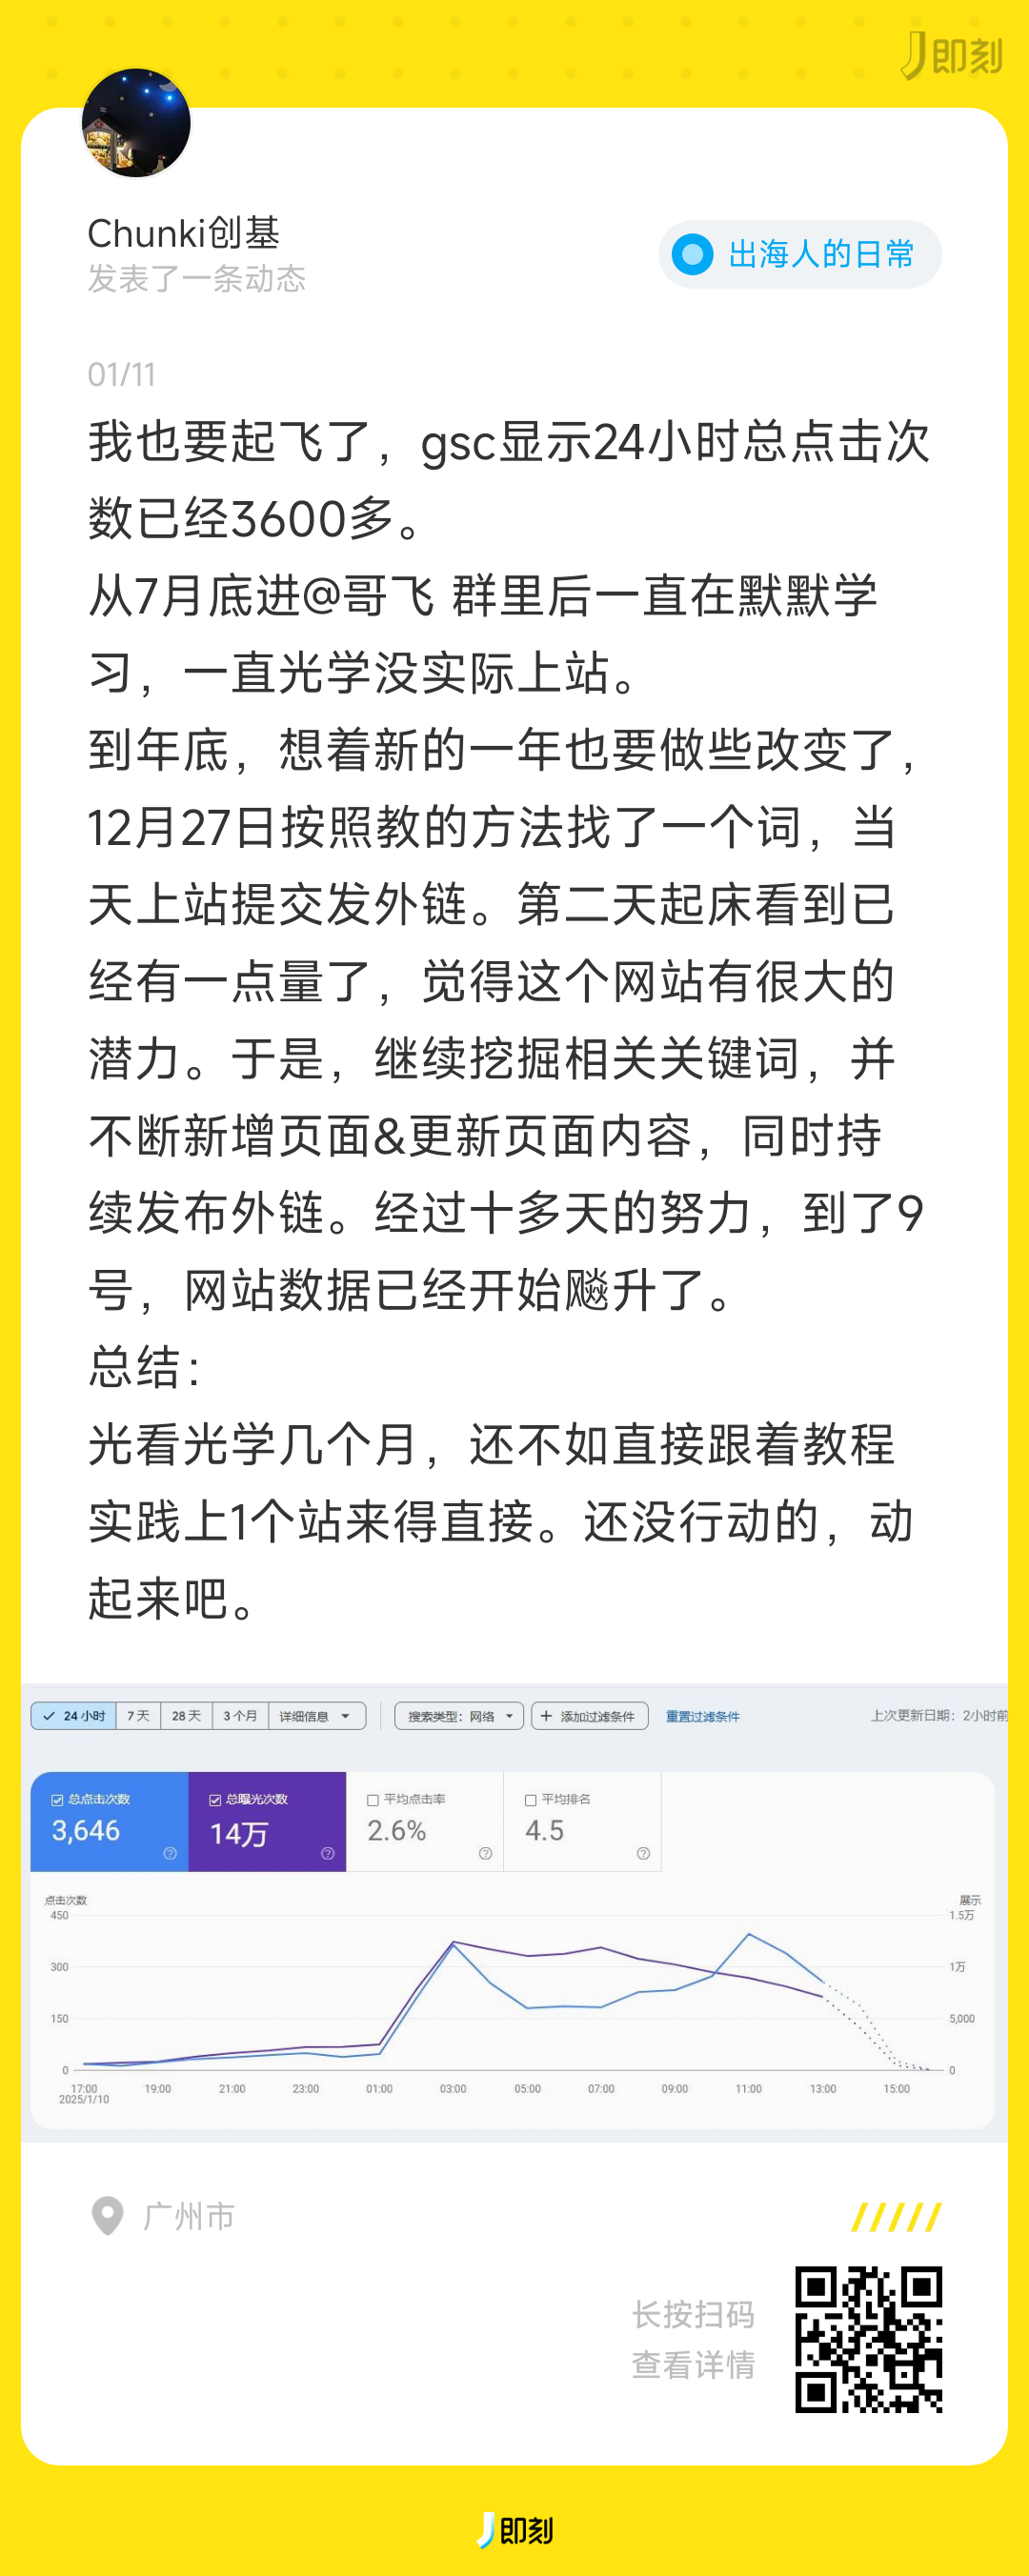 即刻
Chunki创基
发表了一条动态
出海人的日常
01/11
我也要起飞了，gsc显示24小时总点击次
数已经3600多。
从7月底进@哥飞 群里后一直在默默学
习，一直光学没实际上站。
到年底，想着新的一年也要做些改变了，
12月27日按照教的方法找了一个词，当
天上站提交发外链。第二天起床看到已
经有一点量了，觉得这个网站有很大的
潜力。于是，继续挖掘相关关键词，并
不断新增页面&更新页面内容，同时持
续发布外链。经过十多天的努力，到了9
号，网站数据已经开始飚升了。
总结：
光看光学几个月，还不如直接跟着教程
实践上1个站来得直接。还没行动的，动
起来吧。
24 小时 7 天 28 天 3 个月 详细信息 搜索类型：网络 添加过滤条件 重置过滤条件 上次更新日期：2小时前
总点击次数 总曝光次数 平均点击率 平均排名
3,646 14万 2.6% 4.5
点击次数 展示
450 1.5万
300 1万
150 5,000
0 0
17:00 19:00 21:00 23:00 01:00 03:00 05:00 07:00 09:00 11:00 13:00 15:00
2025/1/10
广州市
长按扫码
查看详情
即刻